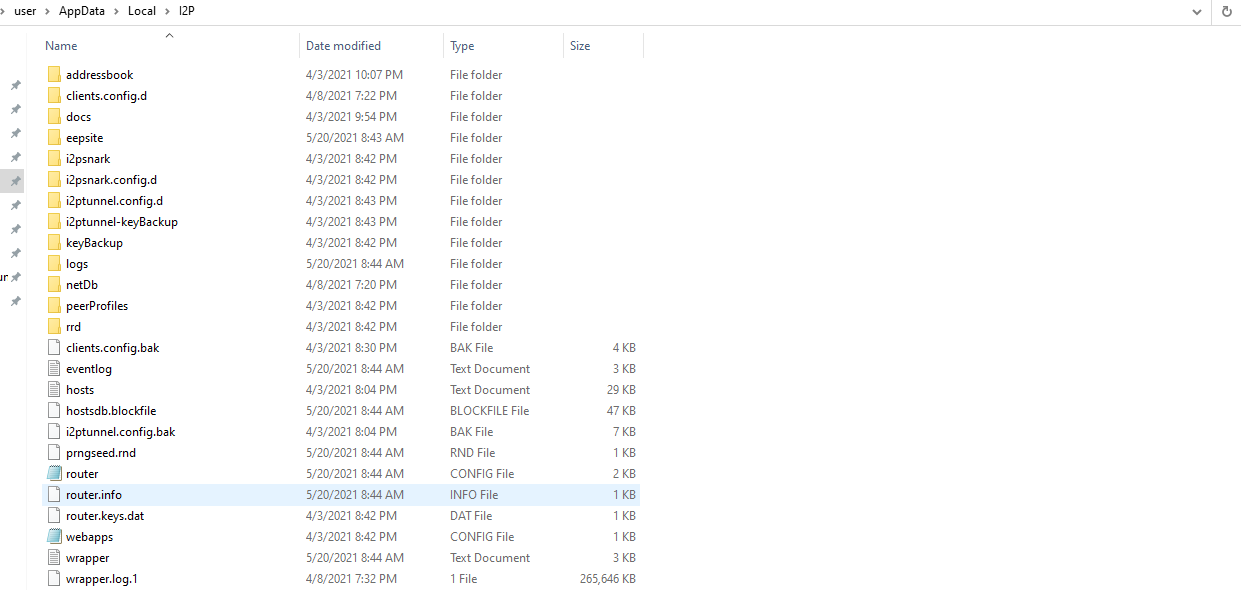 user > AppData > Local > I2P
Name Date modified Type Size
addressbook 4/3/2021 10:07 PM File folder
clients.config.d 4/8/2021 7:22 PM File folder
docs 4/3/2021 9:54 PM File folder
eepsite 5/20/2021 8:43 AM File folder
i2psnark 4/3/2021 8:42 PM File folder
i2psnark.config.d 4/3/2021 8:42 PM File folder
i2ptunnel.config.d 4/3/2021 8:43 PM File folder
i2ptunnel-keyBackup 4/3/2021 8:43 PM File folder
keyBackup 4/3/2021 8:42 PM File folder
logs 5/20/2021 8:44 AM File folder
ur
netDb 4/8/2021 7:20 PM File folder
peerProfiles 4/3/2021 8:42 PM File folder
rrd 4/3/2021 8:42 PM File folder
clients.config.bak 4/3/2021 8:30 PM BAK File 4 KB
eventlog 5/20/2021 8:44 AM Text Document 3 KB
hosts 4/3/2021 8:04 PM Text Document 29 KB
hostsdb.blockfile 5/20/2021 8:44 AM BLOCKFILE File 47 KB
i2ptunnel.config.bak 4/3/2021 8:04 PM BAK File 7 KB
prngseed.rnd 5/20/2021 8:44 AM RND File 1 KB
router 5/20/2021 8:44 AM CONFIG File 2 KB
router.info 5/20/2021 8:44 AM INFO File 1 KB
router.keys.dat 4/3/2021 8:42 PM DAT File 1 KB
webapps 4/3/2021 8:42 PM CONFIG File 1 KB
wrapper 5/20/2021 8:44 AM Text Document 3 KB
wrapper.log.1 4/8/2021 7:32 PM 1 File 265,646 KB